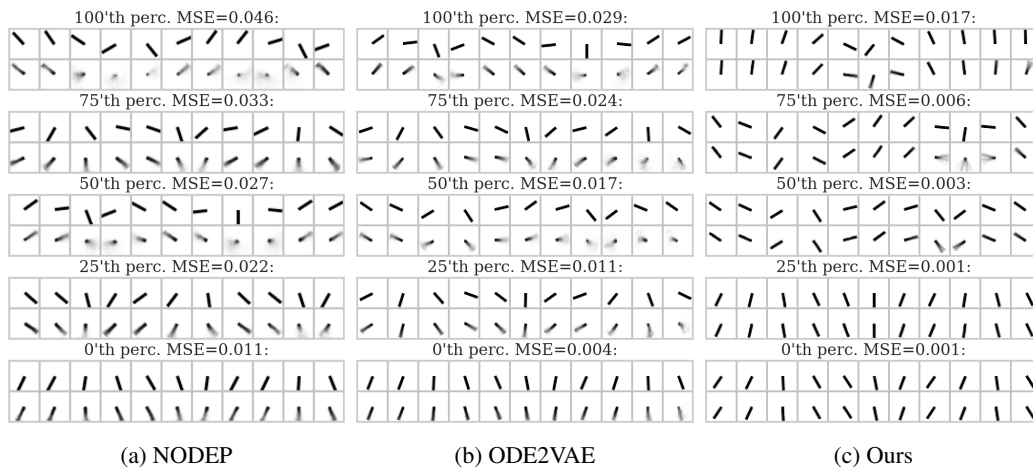 100'th perc. MSE=0.046:
75'th perc. MSE=0.033:
50'th perc. MSE=0.027:
25'th perc. MSE=0.022:
0'th perc. MSE=0.011:
(a) NODEP
100'th perc. MSE=0.029:
75'th perc. MSE=0.024:
50'th perc. MSE=0.017:
25'th perc. MSE=0.011:
0'th perc. MSE=0.004:
(b) ODE2VAE
100'th perc. MSE=0.017:
75'th perc. MSE=0.006:
50'th perc. MSE=0.003:
25'th perc. MSE=0.001:
0'th perc. MSE=0.001:
(c) Ours